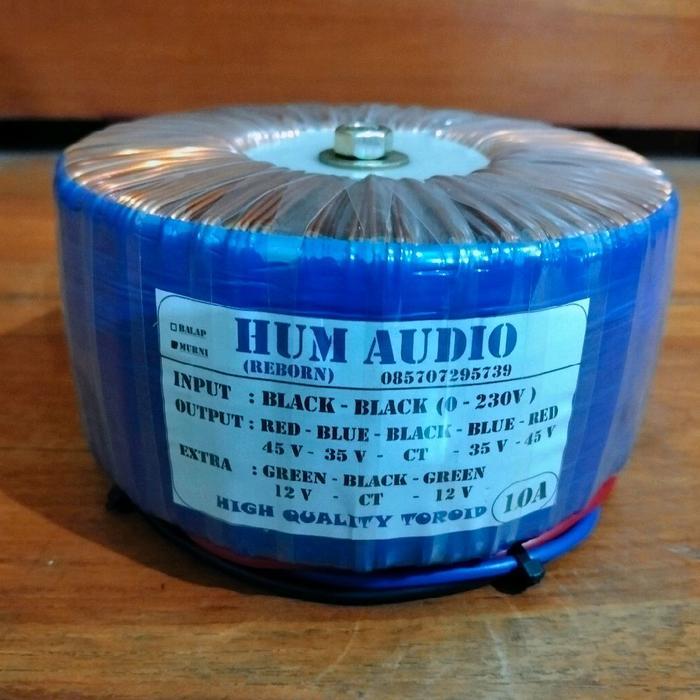 BALAP
MURNI
HUM AUDIO
(REBORN) 085707295739
INPUT : BLACK - BLACK (0 - 230V)
OUTPUT : RED - BLUE - BLACK - BLUE - RED
45 V - 35 V - CT - 35 V - 45 V
EXTRA : GREEN - BLACK - GREEN
12 V - CT - 12 V
HIGH QUALITY TOROID 10A